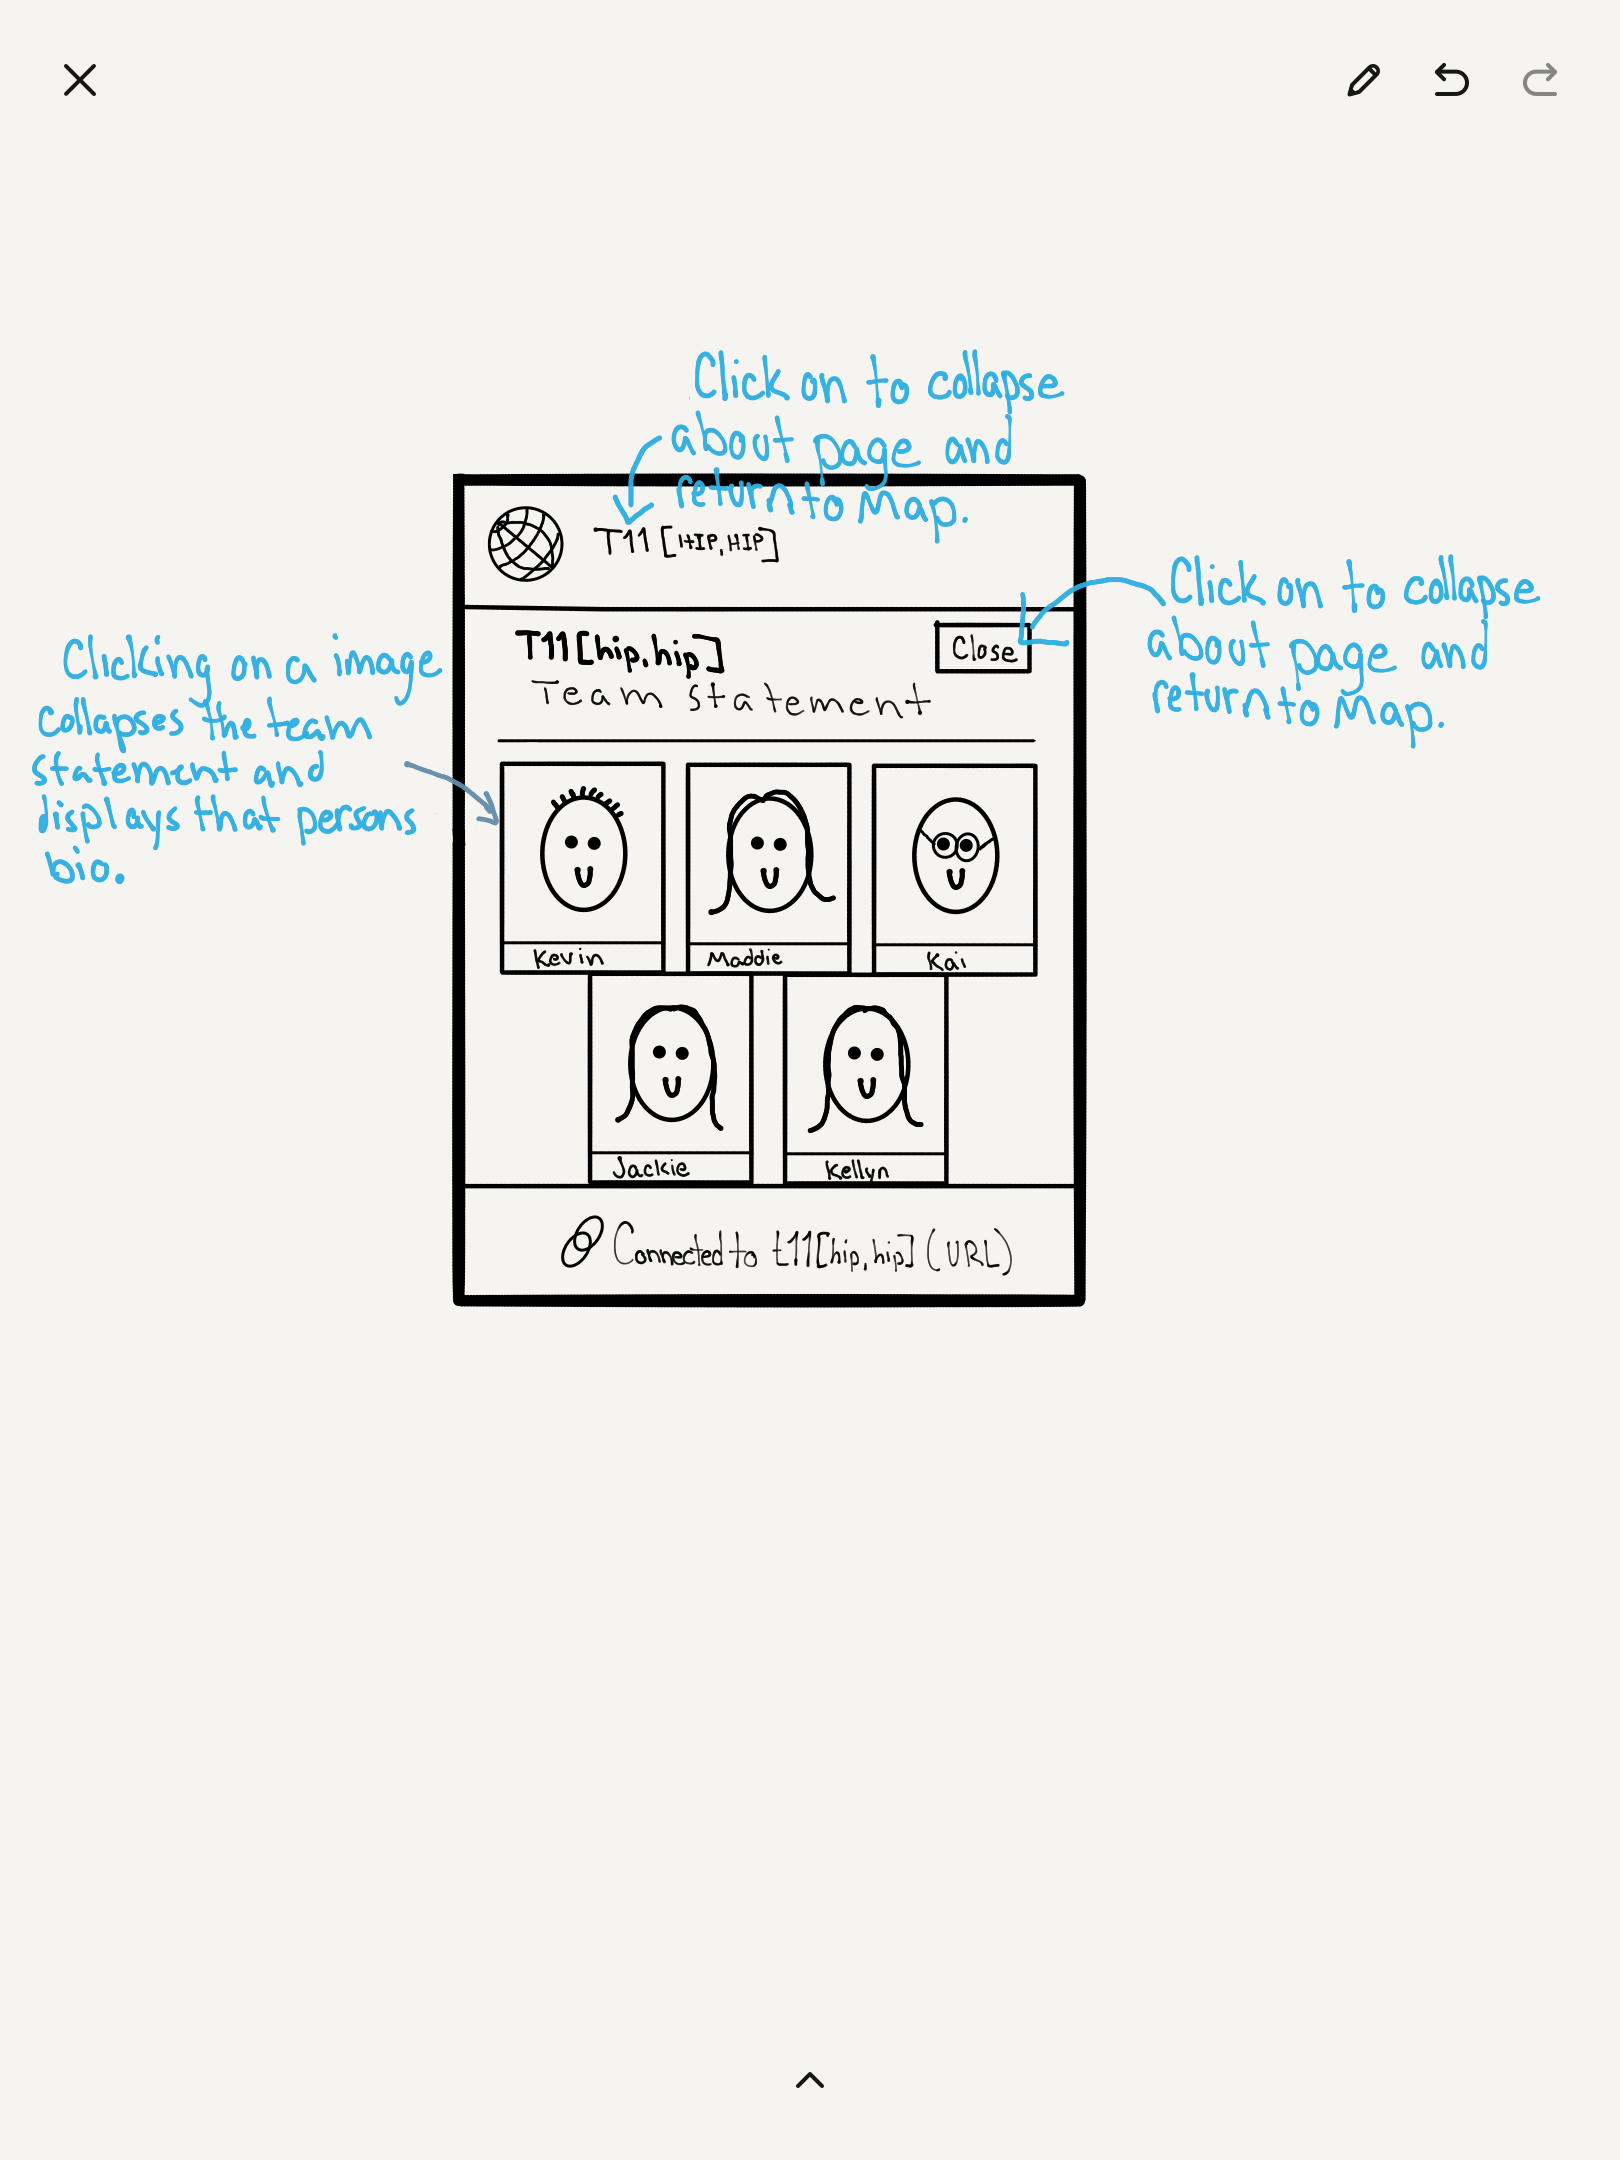 Click on to collapse
about page and
return to Map.
T11 [HIP, HIP]
Click on to collapse
about page and
return to Map.
T11[hip, hip]
Close
Team statement
Clicking on a image
collapses the team
statement and
displays that persons
bio.
Kevin
Maddie
Kai
Jackie
Kellyn
Connected to t11[hip, hip] (URL)